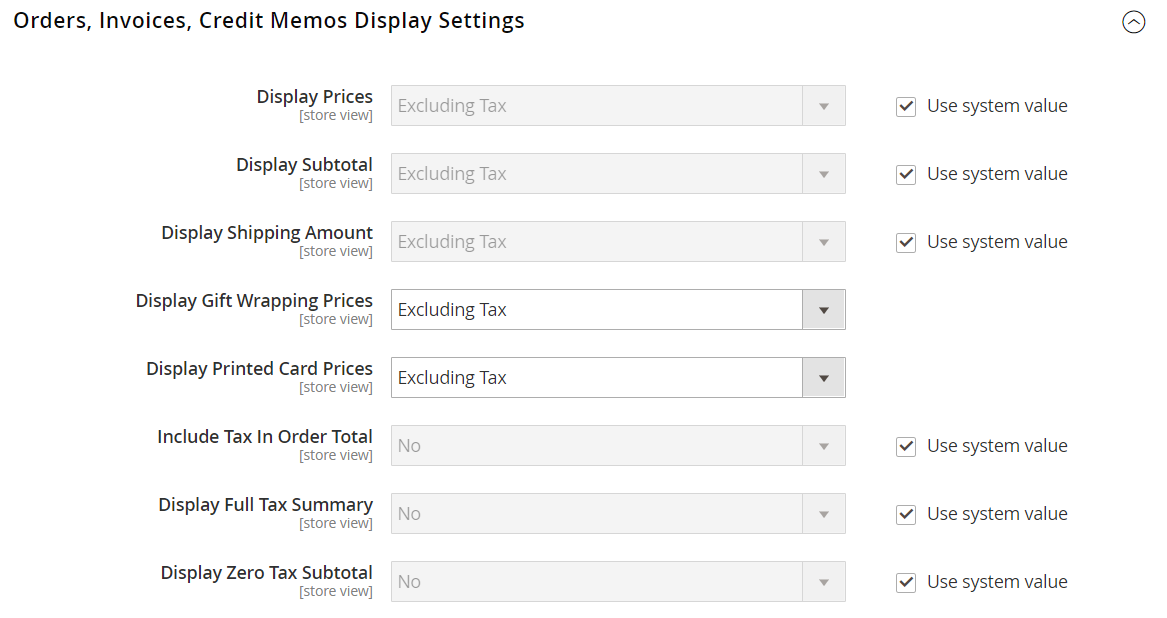 Orders, Invoices, Credit Memos Display Settings
Display Prices
[store view]
Excluding Tax
Use system value
Display Subtotal
[store view]
Excluding Tax
Use system value
Display Shipping Amount
[store view]
Excluding Tax
Use system value
Display Gift Wrapping Prices
[store view]
Excluding Tax
Display Printed Card Prices
[store view]
Excluding Tax
Include Tax In Order Total
[store view]
No
Use system value
Display Full Tax Summary
[store view]
No
Use system value
Display Zero Tax Subtotal
[store view]
No
Use system value